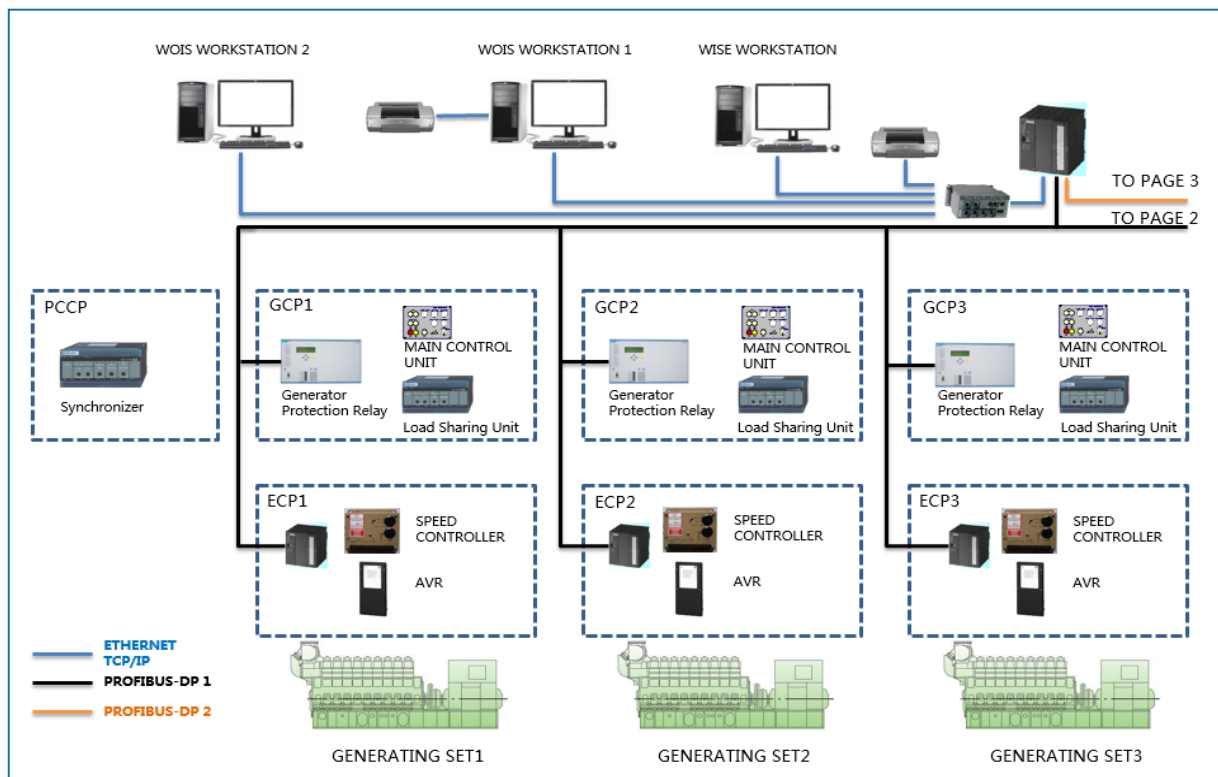 WOIS WORKSTATION 2
WOIS WORKSTATION 1
WISE WORKSTATION
TO PAGE 3
TO PAGE 2
PCCP
Synchronizer
GCP1
MAIN CONTROL
UNIT
Generator
Protection Relay
Load Sharing Unit
GCP2
MAIN CONTROL
UNIT
Generator
Protection Relay
Load Sharing Unit
GCP3
MAIN CONTROL
UNIT
Generator
Protection Relay
Load Sharing Unit
ECP1
SPEED
CONTROLLER
AVR
ECP2
SPEED
CONTROLLER
AVR
ECP3
SPEED
CONTROLLER
AVR
ETHERNET
TCP/IP
PROFIBUS-DP 1
PROFIBUS-DP 2
GENERATING SET1
GENERATING SET2
GENERATING SET3